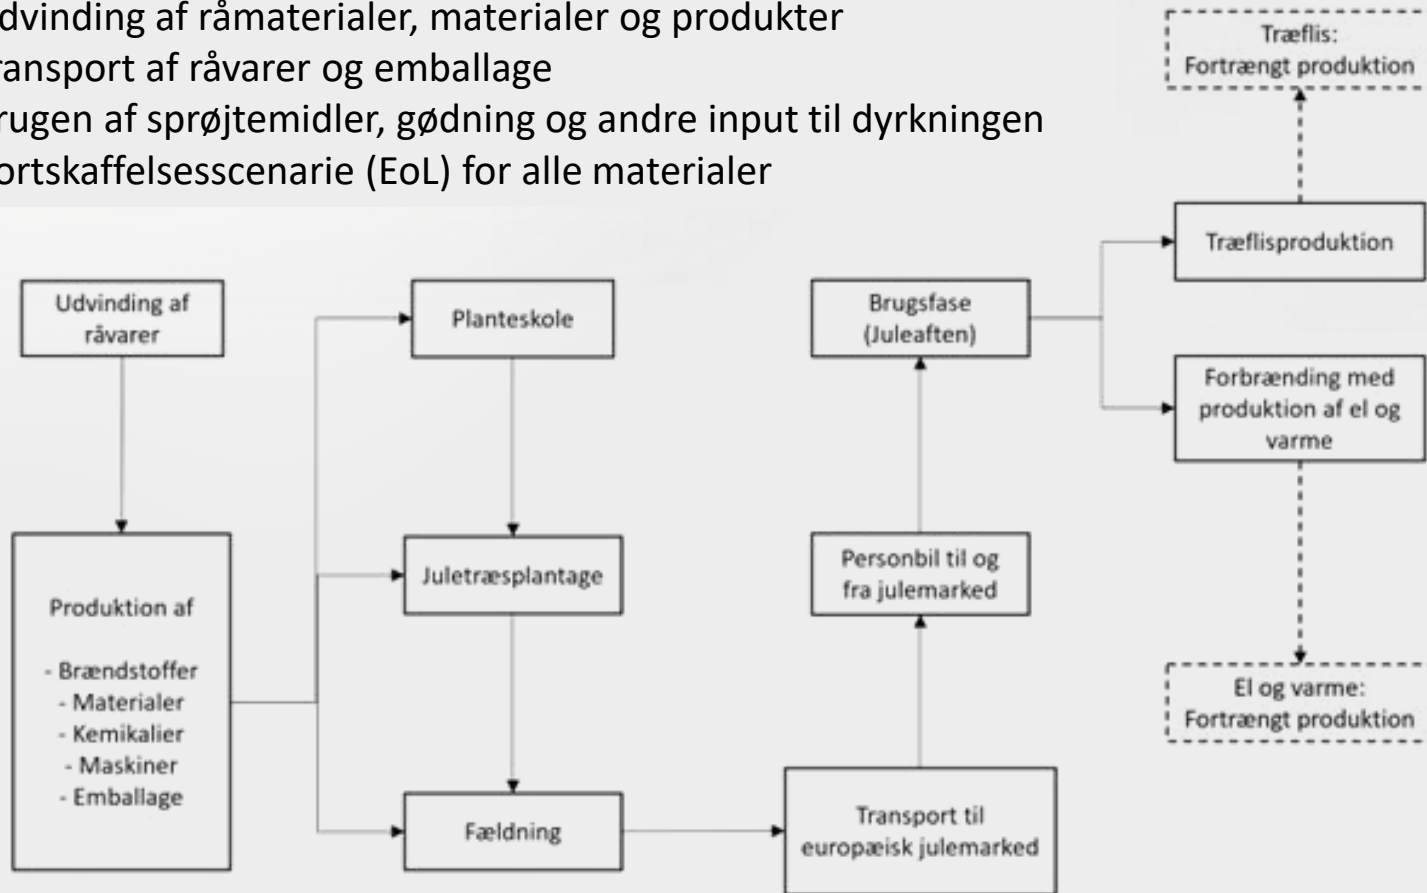 dvinding af råmaterialer, materialer og produkter
ransport af råvarer og emballage
rugen af sprøjtemidler, gødning og andre input til dyrkningen
ortskaffelsesscenarie (EoL) for alle materialer
Udvinding af
råvarer
Produktion af
- Brændstoffer
- Materialer
- Kemikalier
- Maskiner
- Emballage
Planteskole
Juletræsplantage
Fældning
Transport til
europæisk julemarked
Personbil til og
fra julemarked
Brugsfase
(Juleaften)
Træflis:
Fortrængt produktion
Træflisproduktion
Forbrænding med
produktion af el og
varme
El og varme:
Fortrængt produktion